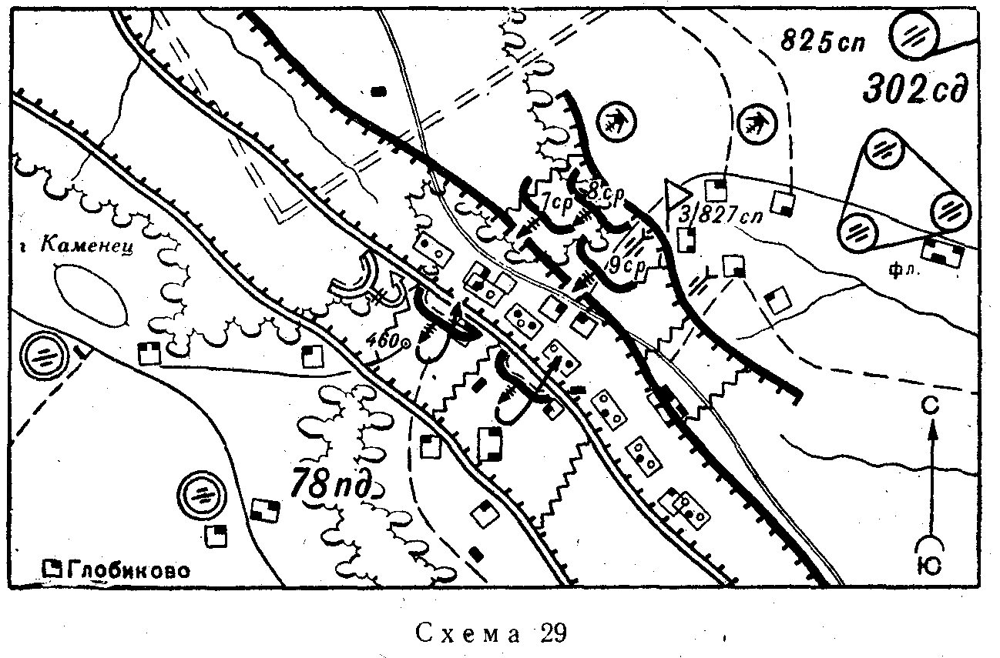 825сп
302сд
7ср
8ср
3/827сп
г Каменец
9ср
фл.
460
78пд
С
Глобиково
Ю
Схема 29